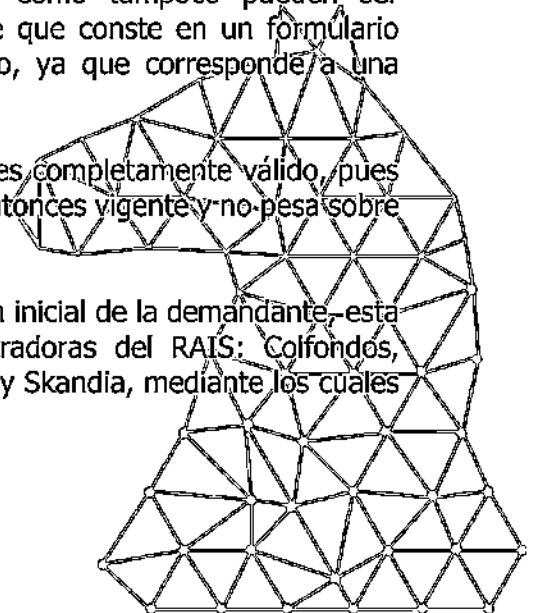 como tampoco pueden ser
que conste en un formulario
o, ya que corresponde a una
es completamente válido, pues
tonces vigente y no pesa sobre
n inicial de la demandante, esta
radoras del RAIS: Colfondos,
y Skandia, mediante los cuales